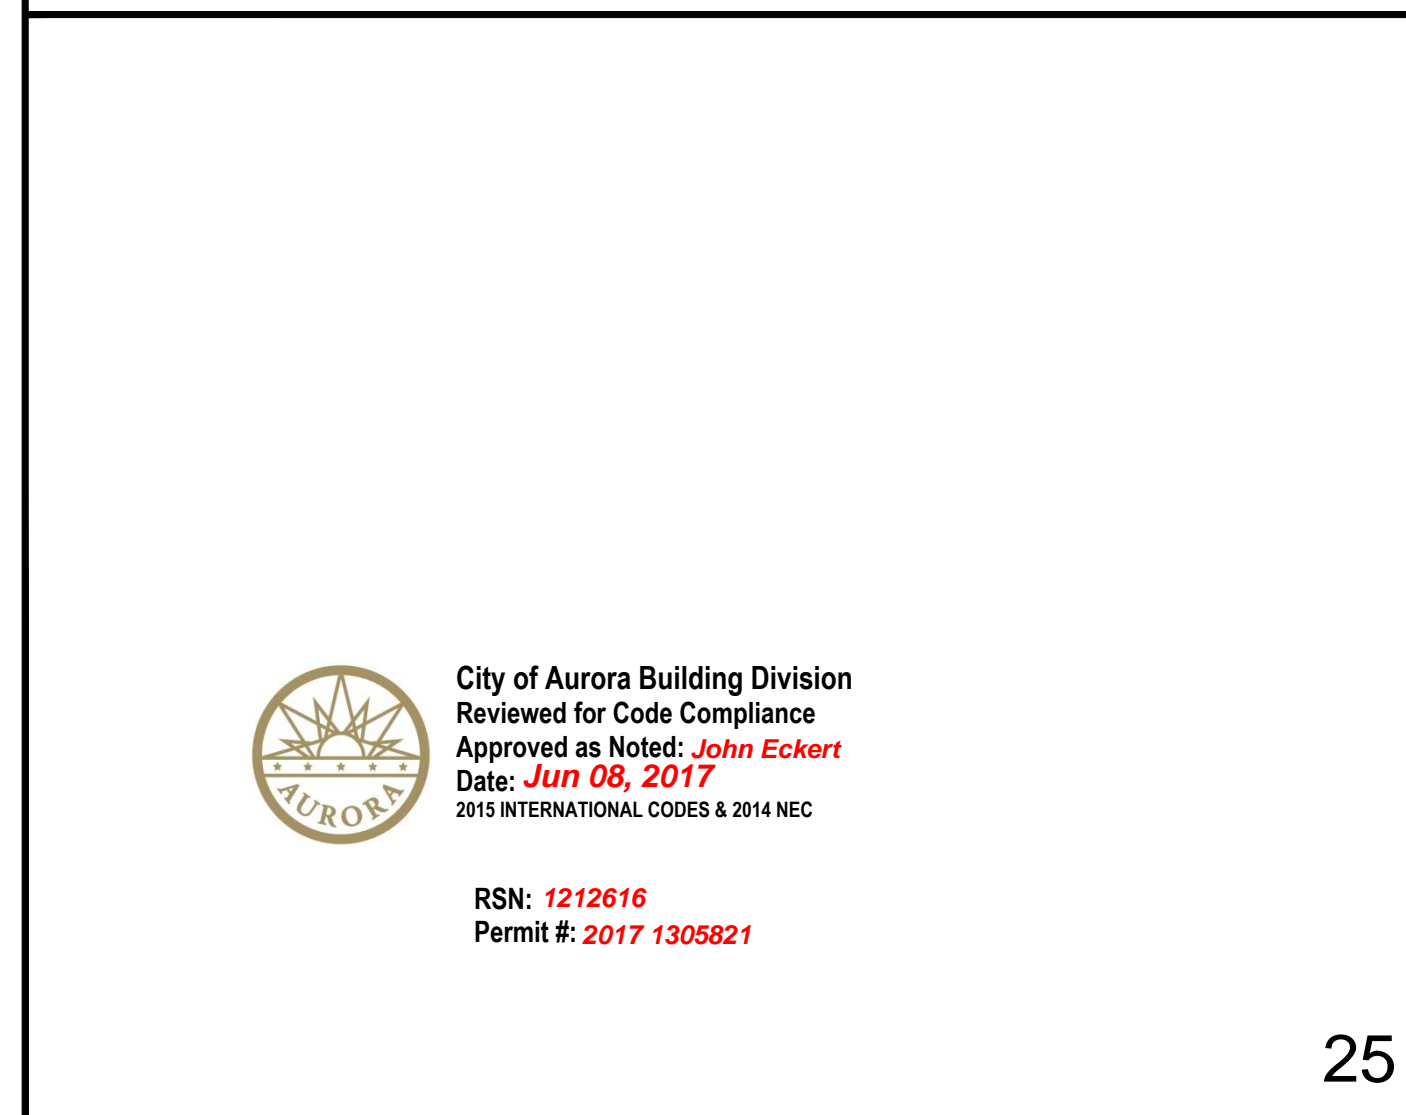 City of Aurora Building Division
Reviewed for Code Compliance
Approved as Noted: John Eckert
Date: Jun 08, 2017
2015 INTERNATIONAL CODES & 2014 NEC
AURORA
RSN: 1212616
Permit #: 2017 1305821
25